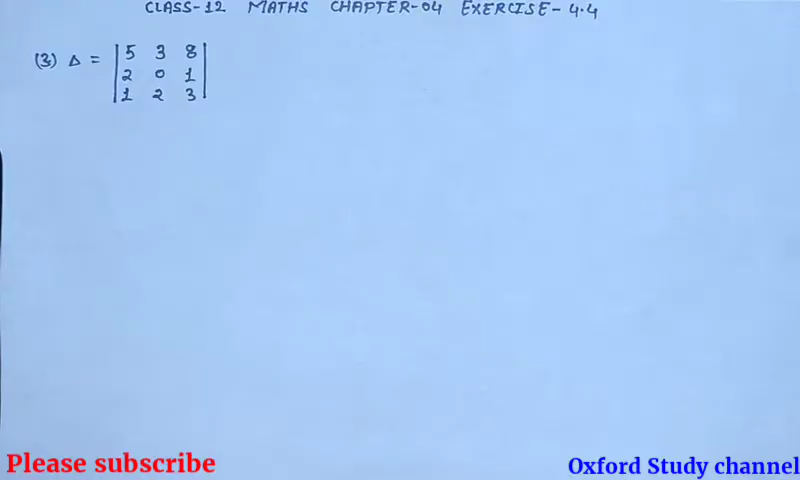 CLASS-12 MATHS CHAPTER-04 EXERCISE-4.4
(3) Δ = |5 3 8|
|2 0 1|
|1 2 3|
Please subscribe
Oxford Study channel